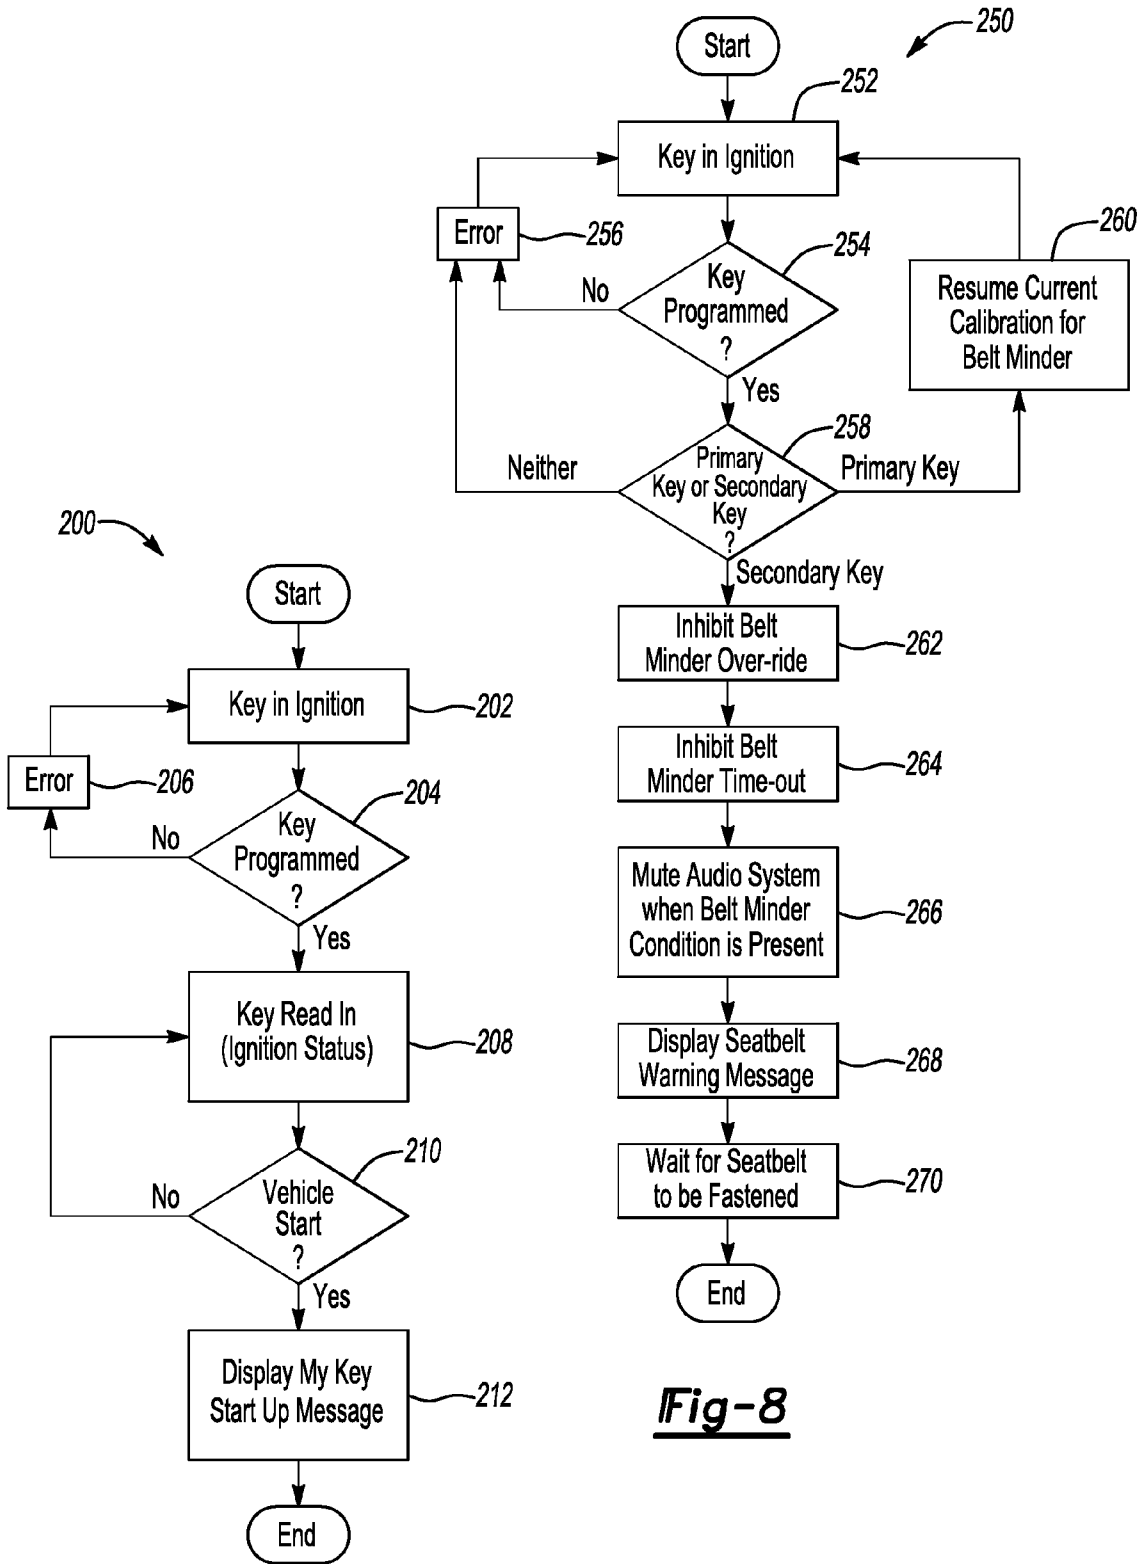 250
Start
252
Key in Ignition
Error
256
254
Key
Programmed
?
No
Yes
260
Resume Current
Calibration for
Belt Minder
258
Primary
Key or Secondary
Key
?
Neither
Primary Key
Secondary Key
Inhibit Belt
Minder Over-ride
262
Inhibit Belt
Minder Time-out
264
Mute Audio System
when Belt Minder
Condition is Present
266
Display Seatbelt
Warning Message
268
Wait for Seatbelt
to be Fastened
270
End
200
Start
Key in Ignition
202
Error
206
204
Key
Programmed
?
No
Yes
Key Read In
(Ignition Status)
208
210
Vehicle
Start
?
No
Yes
Display My Key
Start Up Message
212
End
Fig-8